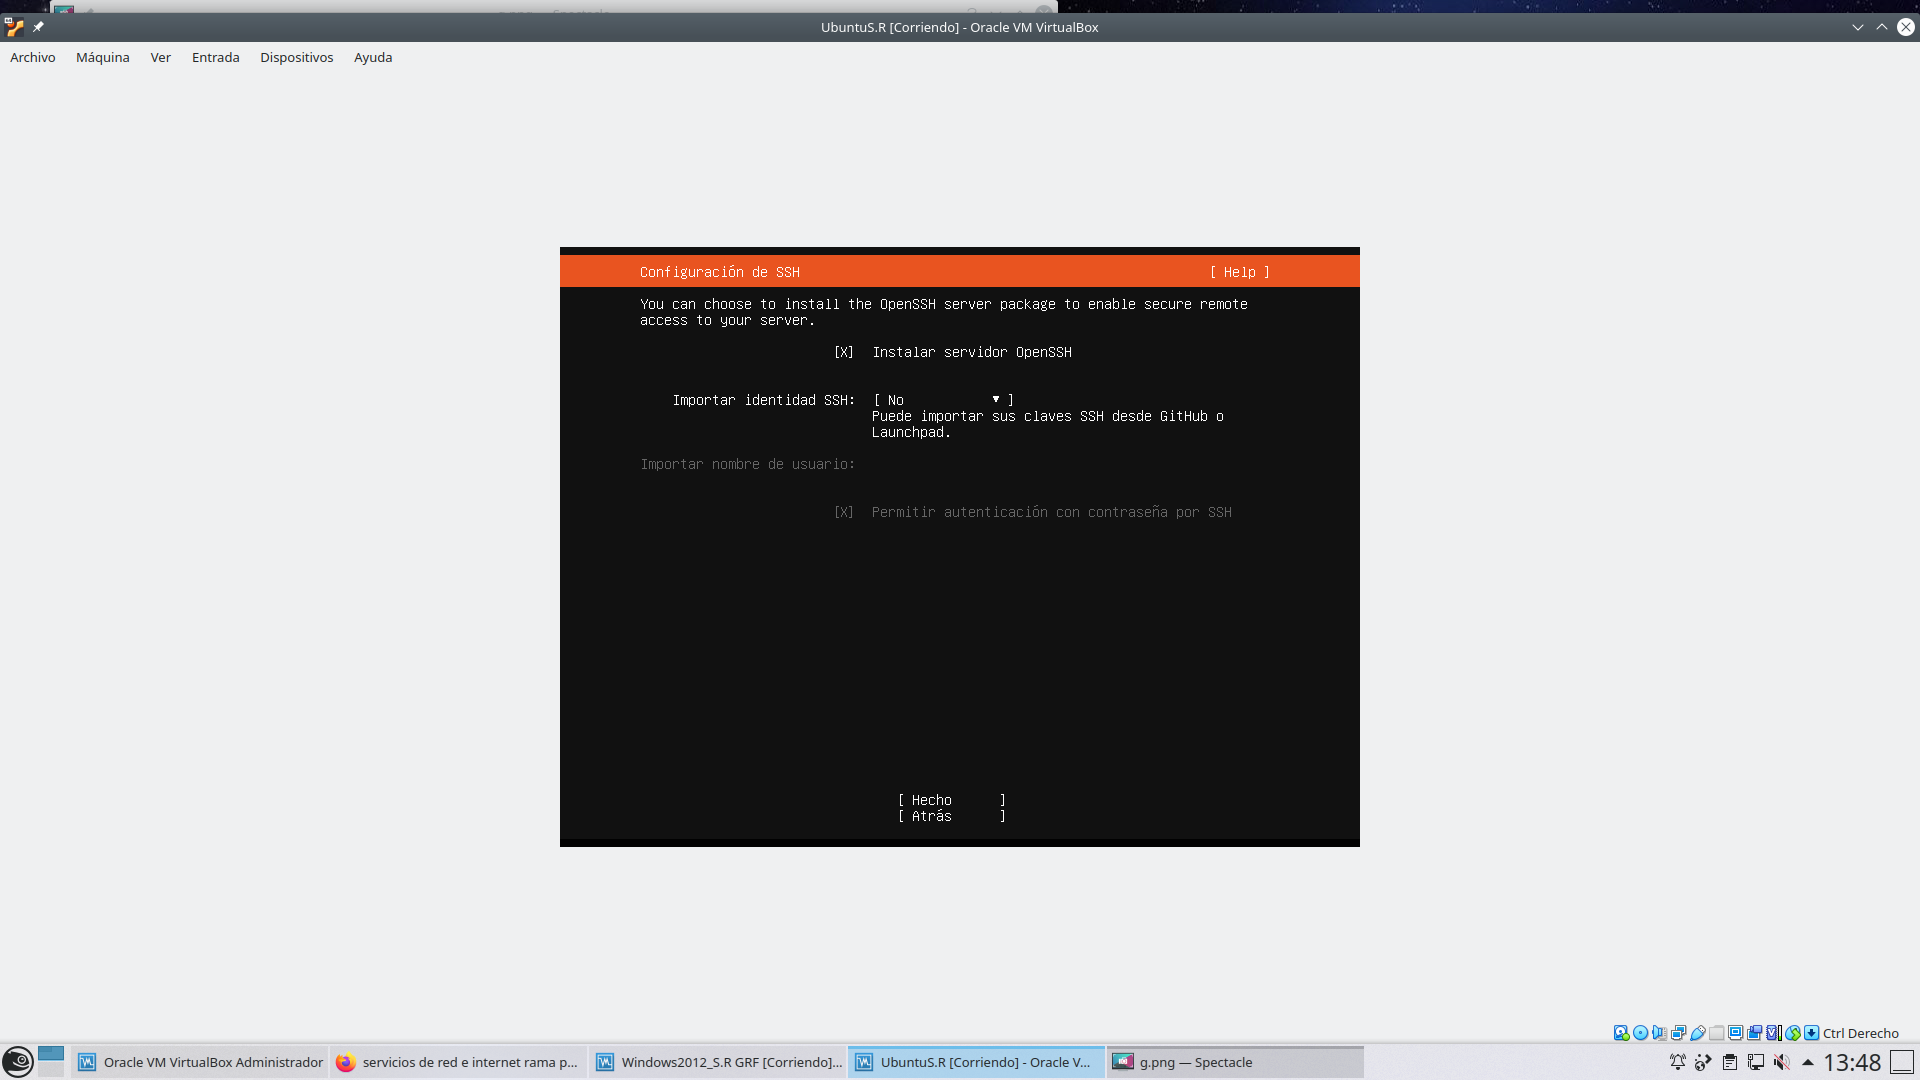 UbuntuS.R [Corriendo] - Oracle VM VirtualBox
Archivo Máquina Ver Entrada Dispositivos Ayuda
Configuración de SSH [ Help ]
You can choose to install the OpenSSH server package to enable secure remote
access to your server.
[X] Instalar servidor OpenSSH
Importar identidad SSH: [ No ▾ ]
Puede importar sus claves SSH desde GitHub o
Launchpad.
Importar nombre de usuario:
[X] Permitir autenticación con contraseña por SSH
[ Hecho ]
[ Atrás ]
Ctrl Derecho
Oracle VM VirtualBox Administrador
servicios de red e internet rama p...
Windows2012_S.R GRF [Corriendo]...
UbuntuS.R [Corriendo] - Oracle V...
g.png — Spectacle
13:48